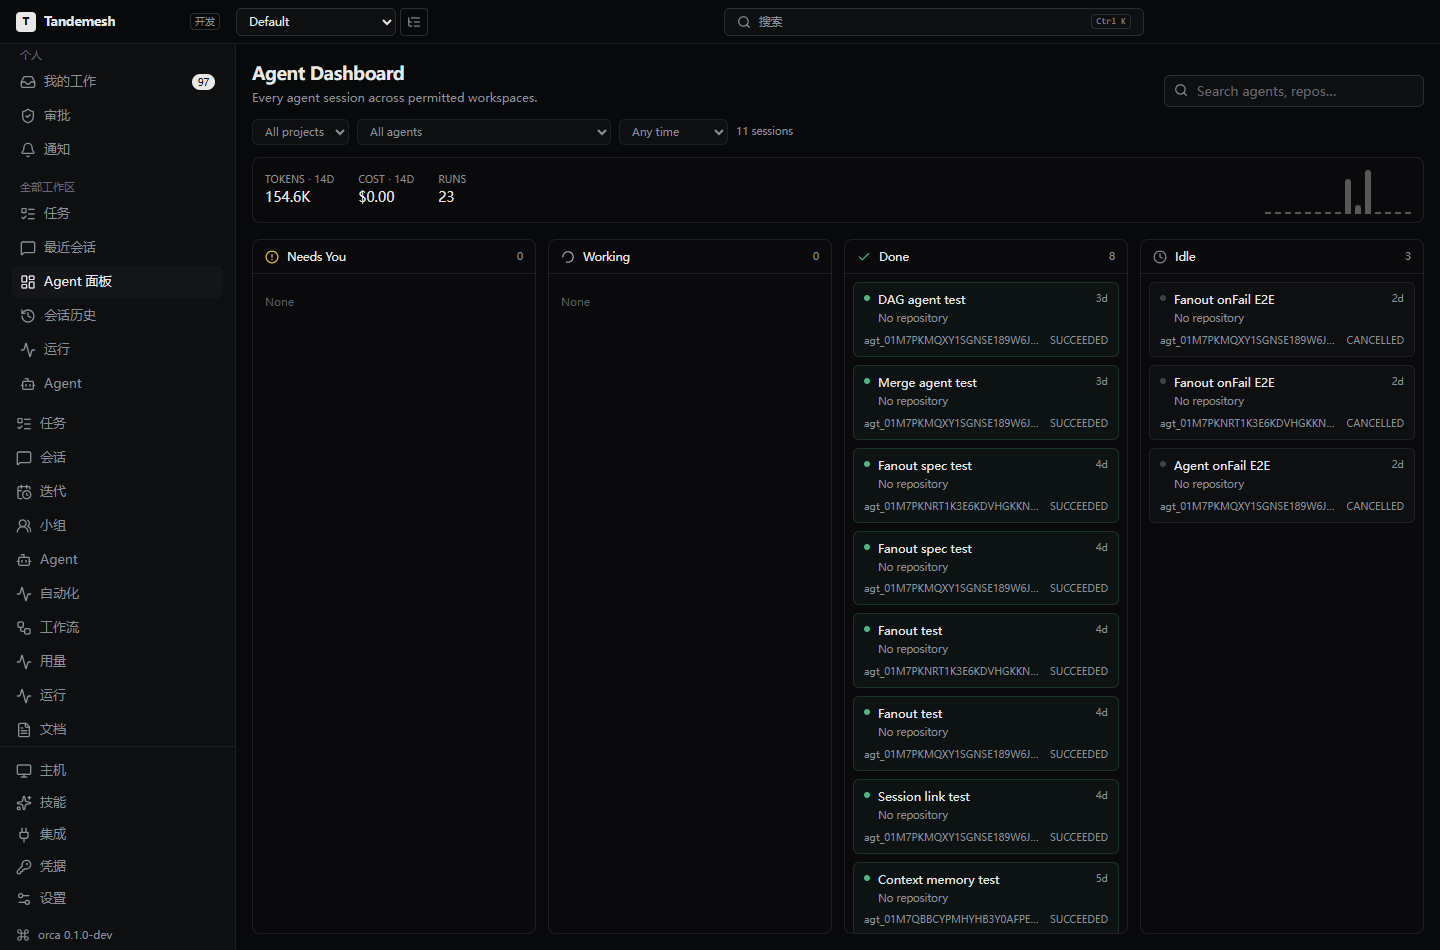 T Tandemesh 开发 Default 搜索 Ctrl K
个人
我的工作 97
审批
通知
全部工作区
任务
最近会话
Agent 面板
会话历史
运行
Agent
任务
会话
迭代
小组
Agent
自动化
工作流
用量
运行
文档
主机
技能
集成
凭据
设置
orca 0.1.0-dev
Agent Dashboard
Every agent session across permitted workspaces.
Search agents, repos...
All projects All agents Any time 11 sessions
TOKENS · 14D COST · 14D RUNS
154.6K $0.00 23
Needs You 0
None
Working 0
None
Done 8
DAG agent test 3d
No repository
agt_01M7PKMQXY1SGNSE189W6J... SUCCEEDED
Merge agent test 3d
No repository
agt_01M7PKMQXY1SGNSE189W6J... SUCCEEDED
Fanout spec test 4d
No repository
agt_01M7PKNRT1K3E6KDVHGKKN... SUCCEEDED
Fanout spec test 4d
No repository
agt_01M7PKMQXY1SGNSE189W6J... SUCCEEDED
Fanout test 4d
No repository
agt_01M7PKNRT1K3E6KDVHGKKN... SUCCEEDED
Fanout test 4d
No repository
agt_01M7PKMQXY1SGNSE189W6J... SUCCEEDED
Session link test 4d
No repository
agt_01M7PKMQXY1SGNSE189W6J... SUCCEEDED
Context memory test 5d
No repository
agt_01M7QBBCYPMHYHB3Y0AFPE... SUCCEEDED
Idle 3
Fanout onFail E2E 2d
No repository
agt_01M7PKMQXY1SGNSE189W6J... CANCELLED
Fanout onFail E2E 2d
No repository
agt_01M7PKNRT1K3E6KDVHGKKN... CANCELLED
Agent onFail E2E 2d
No repository
agt_01M7PKMQXY1SGNSE189W6J... CANCELLED